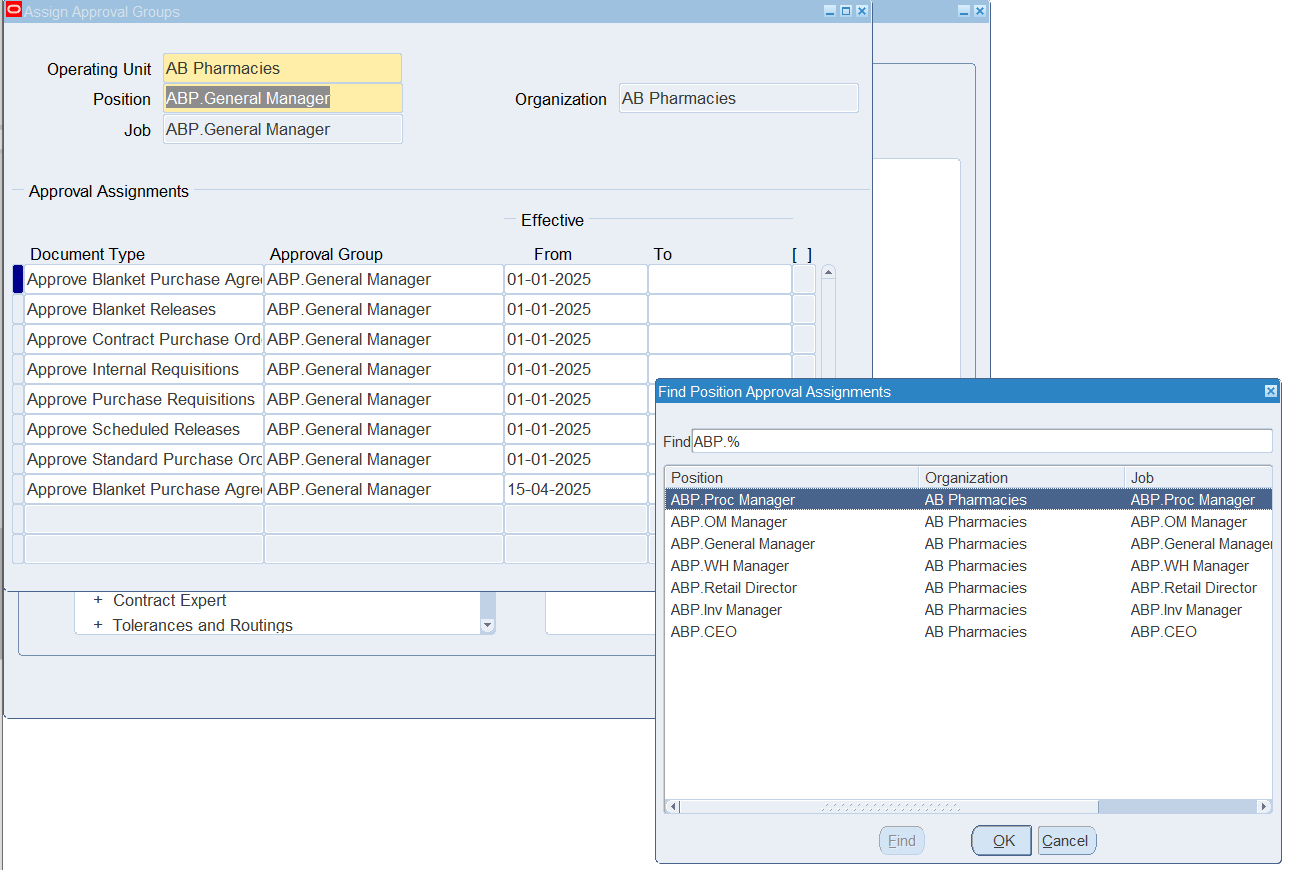 Assign Approval Groups
Operating Unit AB Pharmacies
Position ABP.General Manager Organization AB Pharmacies
Job ABP.General Manager
Approval Assignments
Effective
Document Type Approval Group From To [ ]
Approve Blanket Purchase Agre ABP.General Manager 01-01-2025
Approve Blanket Releases ABP.General Manager 01-01-2025
Approve Contract Purchase Ord ABP.General Manager 01-01-2025
Approve Internal Requisitions ABP.General Manager 01-01-2025
Approve Purchase Requisitions ABP.General Manager 01-01-2025
Approve Scheduled Releases ABP.General Manager 01-01-2025
Approve Standard Purchase Orc ABP.General Manager 01-01-2025
Approve Blanket Purchase Agre ABP.General Manager 15-04-2025
+ Contract Expert
+ Tolerances and Routings
Find Position Approval Assignments
Find ABP.%
Position Organization Job
ABP.Proc Manager AB Pharmacies ABP.Proc Manager
ABP.OM Manager AB Pharmacies ABP.OM Manager
ABP.General Manager AB Pharmacies ABP.General Manager
ABP.WH Manager AB Pharmacies ABP.WH Manager
ABP.Retail Director AB Pharmacies ABP.Retail Director
ABP.Inv Manager AB Pharmacies ABP.Inv Manager
ABP.CEO AB Pharmacies ABP.CEO
Find OK Cancel